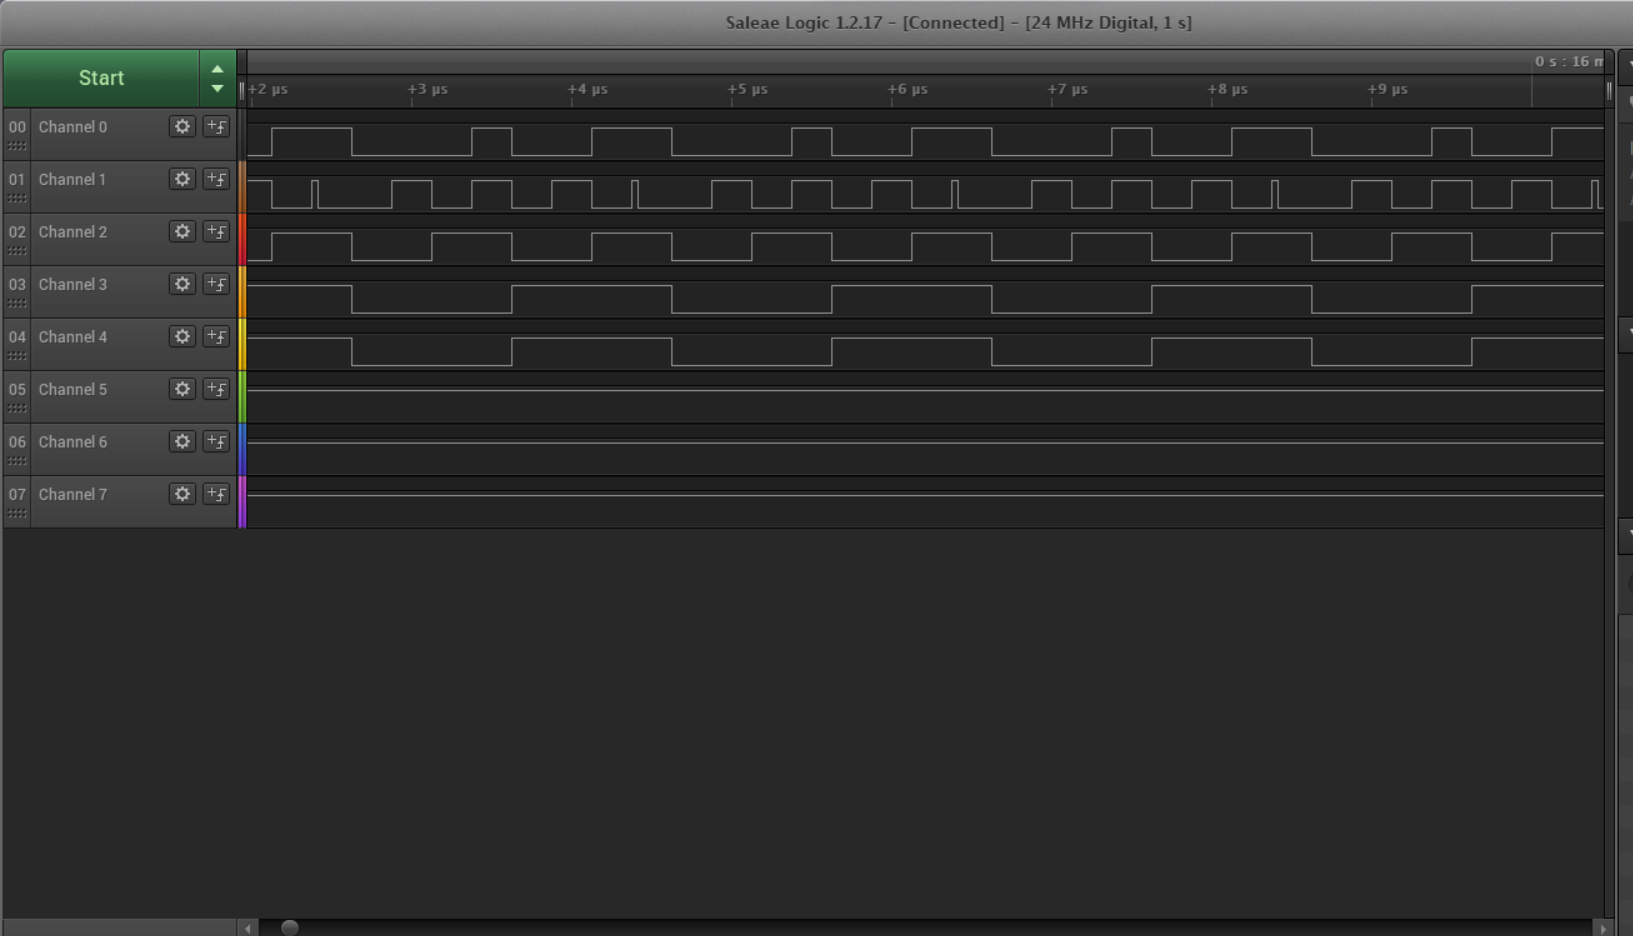 Saleae Logic 1.2.17 - [Connected] - [24 MHz Digital, 1 s]
Start
0 s : 16 m
+2 µs +3 µs +4 µs +5 µs +6 µs +7 µs +8 µs +9 µs
00 Channel 0
01 Channel 1
02 Channel 2
03 Channel 3
04 Channel 4
05 Channel 5
06 Channel 6
07 Channel 7